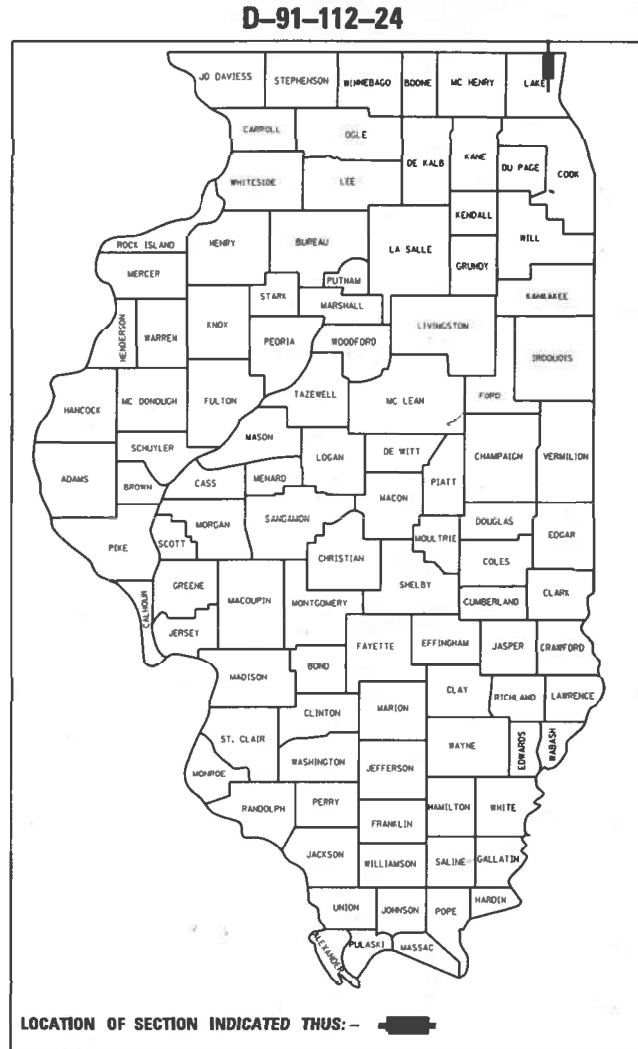 D-91-112-24
JO DAVIESS STEPHENSON WINNEBAGO BOONE MC HENRY LAKE
CARROLL OGLE
DE KALB KANE DU PAGE COOK
WHITESIDE LEE
KENDALL WILL
ROCK ISLAND HENRY BUREAU LA SALLE GRUNDY
MERCER PUTNAM KANKAKEE
STARK MARSHALL LIVINGSTON
HENDERSON WARREN KNOX PEORIA WOODFORD IROQUOIS
HANCOCK MC DONOUGH FULTON TAZEWELL MC LEAN FORD
MASON
SCHUYLER LOGAN DE WITT CHAMPAIGN VERMILION
ADAMS BROWN CASS MENARD MACON PIATT
PIKE SCOTT MORGAN SANGAMON MOULTRIE DOUGLAS EDGAR
CHRISTIAN COLES
CALHOUN GREENE MACOUPIN MONTGOMERY SHELBY CUMBERLAND CLARK
JERSEY FAYETTE EFFINGHAM JASPER CRAWFORD
MADISON BOND
CLAY RICHLAND LAWRENCE
CLINTON MARION
ST. CLAIR WAYNE EDWARDS WABASH
MONROE WASHINGTON JEFFERSON
RANDOLPH PERRY HAMILTON WHITE
FRANKLIN
JACKSON WILLIAMSON SALINE GALLATIN
UNION JOHNSON POPE HARDIN
ALEXANDER PULASKI MASSAC
LOCATION OF SECTION INDICATED THUS: -